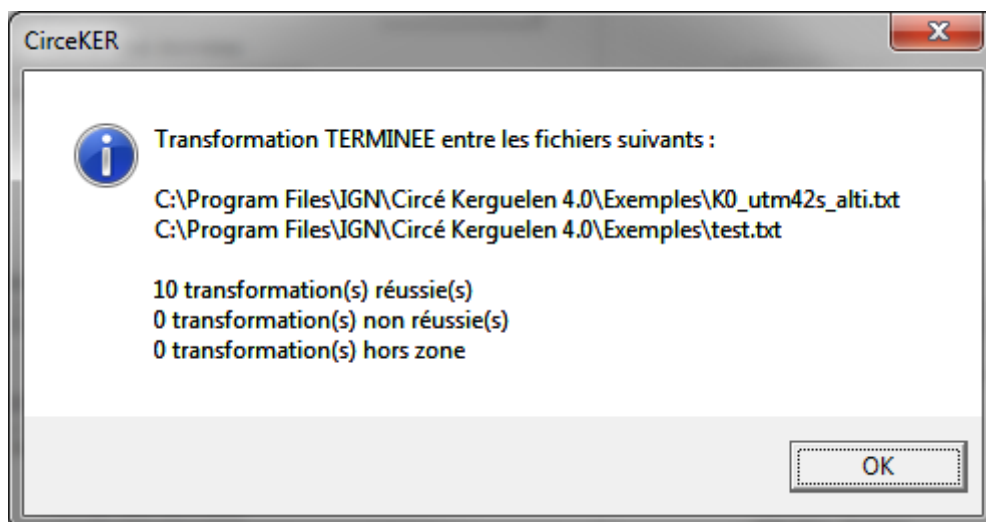 CirceKER
Transformation TERMINEE entre les fichiers suivants :
C:\Program Files\IGN\Circé Kerguelen 4.0\Exemples\K0_utm42s_alti.txt
C:\Program Files\IGN\Circé Kerguelen 4.0\Exemples\test.txt
10 transformation(s) réussie(s)
0 transformation(s) non réussie(s)
0 transformation(s) hors zone
OK